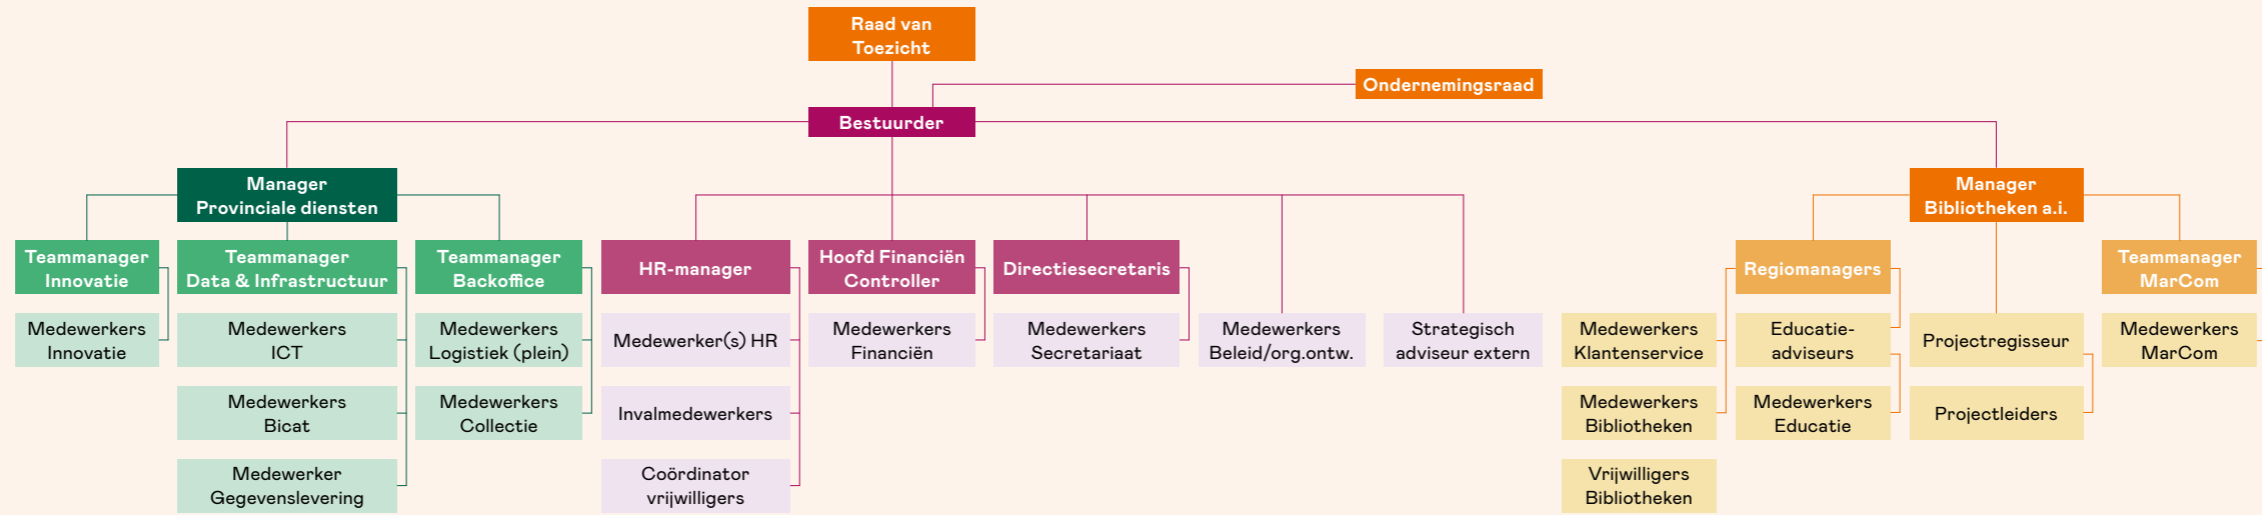 Raad van
Toezicht
Ondernemingsraad
Bestuurder
Manager
Provinciale diensten
Manager
Bibliotheken a.i.
Teammanager
Innovatie
Teammanager
Data & Infrastructuur
Teammanager
Backoffice
HR-manager
Hoofd Financiën
Controller
Directiesecretaris
Regiomanagers
Teammanager
MarCom
Medewerkers
Innovatie
Medewerkers
ICT
Medewerkers
Logistiek (plein)
Medewerker(s) HR
Medewerkers
Financiën
Medewerkers
Secretariaat
Medewerkers
Beleid/org.ontw.
Strategisch
adviseur extern
Medewerkers
Klantenservice
Educatie-
adviseurs
Projectregisseur
Medewerkers
MarCom
Medewerkers
Bicat
Medewerkers
Collectie
Invalmedewerkers
Medewerkers
Bibliotheken
Medewerkers
Educatie
Projectleiders
Medewerker
Gegevenslevering
Coördinator
vrijwilligers
Vrijwilligers
Bibliotheken